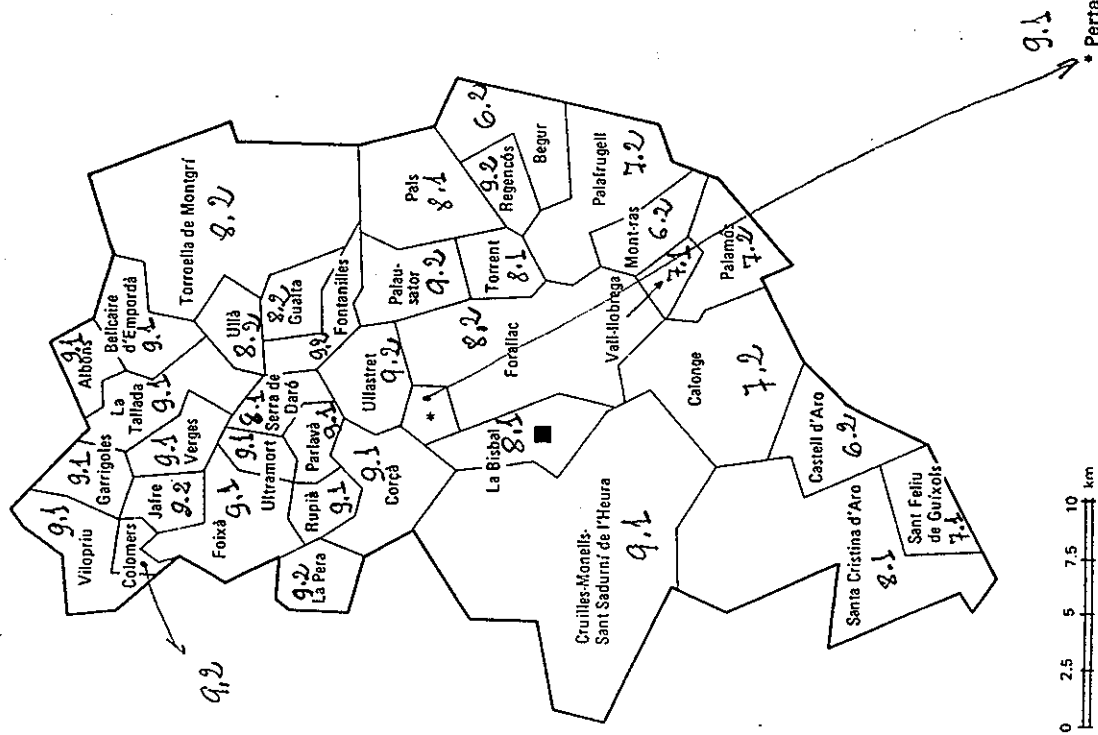 Vilopriu
9.1
Colomers
9,2
Garrigoles
9.1
Jafre
9.2
Verges
9.1
La
Tallada
9.1
Albons
9.1
Bellcaire
d'Empordà
9.1
Torroella de Montgrí
8,2
Ullà
8.2
Gualta
8.2
Fontanilles
9.2
Serra de
Daró
8.1
Ultramort
9.1
Foixà
9.1
Parlavà
9.1
Rupià
9.1
La Pera
9.2
Corçà
9.1
Ullastret
9.2
Palau-
sator
9.2
Pals
8.1
Regencós
9.2
Begur
6.2
Torrent
8.1
Palafrugell
7.2
Mont-ras
6.2
Forallac
8,2
*
La Bisbal
8.1
Cruilles-Monells-
Sant Sadurní de l'Heura
9.1
Vall-llobrega
7.1
Palamós
7.2
Calonge
7.2
Castell d'Aro
6.2
Santa Cristina d'Aro
8.1
Sant Feliu
de Guíxols
7.1
9.1
* Perta
0 2.5 5 7.5 10 km